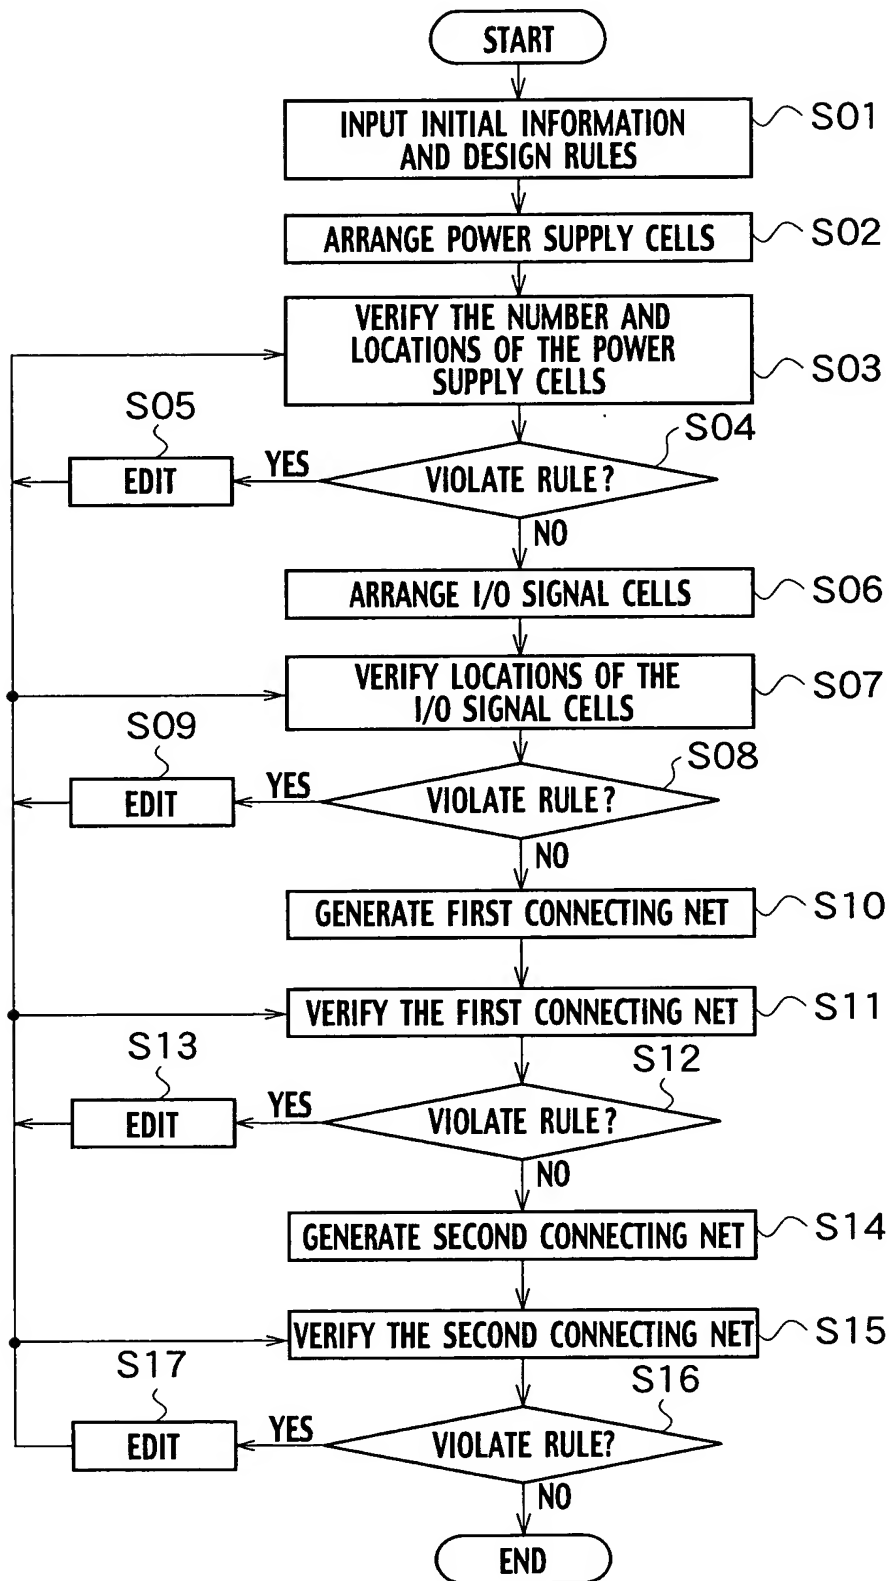 START
INPUT INITIAL INFORMATION
AND DESIGN RULES
S01
ARRANGE POWER SUPPLY CELLS
S02
VERIFY THE NUMBER AND
LOCATIONS OF THE POWER
SUPPLY CELLS
S03
S05
EDIT
YES
VIOLATE RULE?
S04
NO
ARRANGE I/O SIGNAL CELLS
S06
VERIFY LOCATIONS OF THE
I/O SIGNAL CELLS
S07
S09
EDIT
YES
VIOLATE RULE?
S08
NO
GENERATE FIRST CONNECTING NET
S10
VERIFY THE FIRST CONNECTING NET
S11
S13
EDIT
YES
VIOLATE RULE?
S12
NO
GENERATE SECOND CONNECTING NET
S14
VERIFY THE SECOND CONNECTING NET
S15
S17
EDIT
YES
VIOLATE RULE?
S16
NO
END